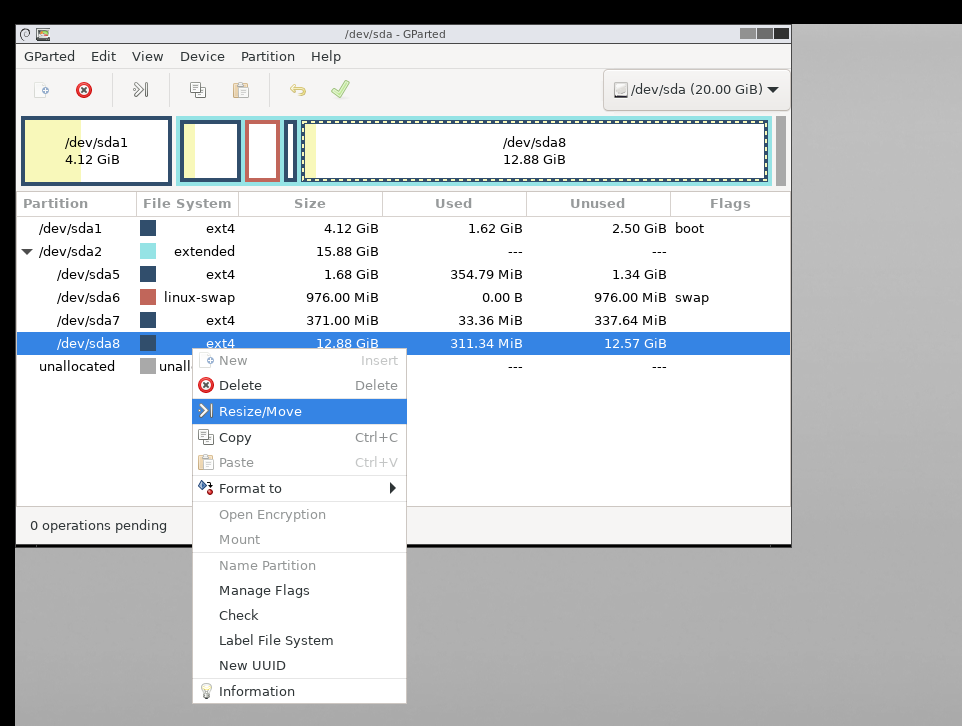 /dev/sda - GParted
GParted Edit View Device Partition Help
/dev/sda (20.00 GiB)
/dev/sda1
4.12 GiB
/dev/sda8
12.88 GiB
Partition File System Size Used Unused Flags
/dev/sda1 ext4 4.12 GiB 1.62 GiB 2.50 GiB boot
/dev/sda2 extended 15.88 GiB --- ---
/dev/sda5 ext4 1.68 GiB 354.79 MiB 1.34 GiB
/dev/sda6 linux-swap 976.00 MiB 0.00 B 976.00 MiB swap
/dev/sda7 ext4 371.00 MiB 33.36 MiB 337.64 MiB
/dev/sda8 ext4 12.88 GiB 311.34 MiB 12.57 GiB
unallocated unall --- ---
New Insert
Delete Delete
Resize/Move
Copy Ctrl+C
Paste Ctrl+V
Format to
Open Encryption
Mount
Name Partition
Manage Flags
Check
Label File System
New UUID
Information
0 operations pending